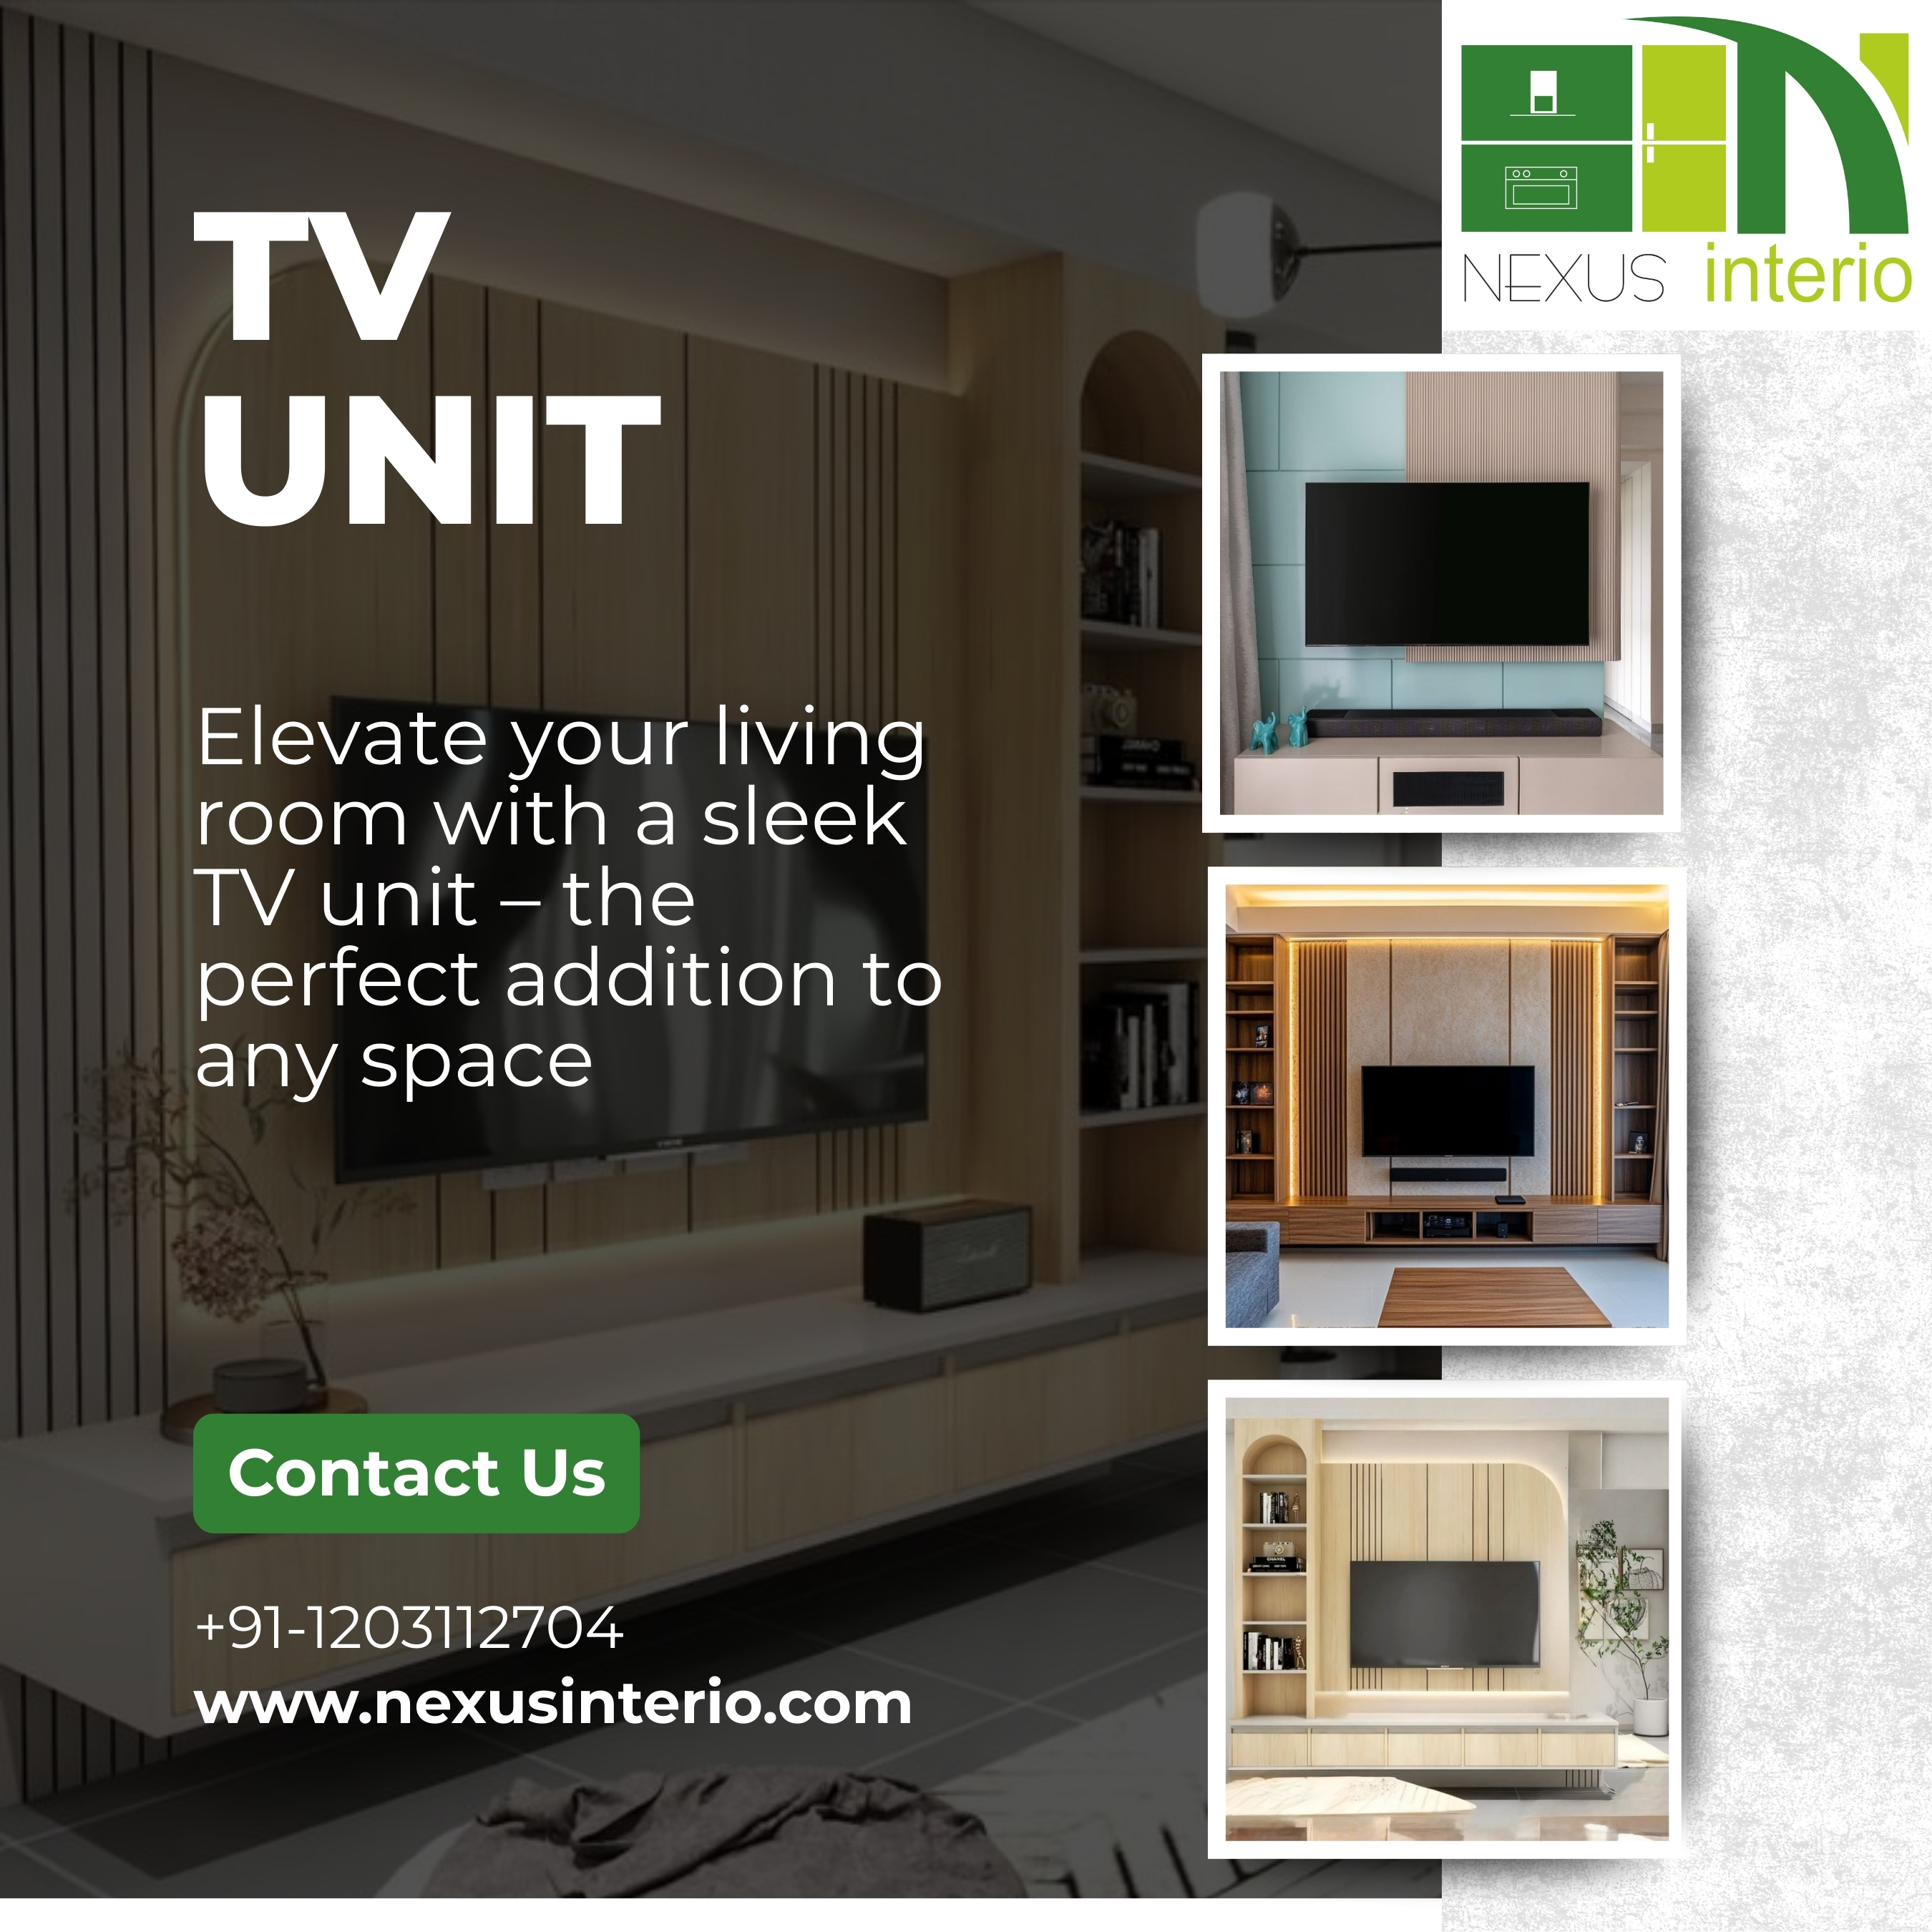 NEXUS interio
TV
UNIT
Elevate your living
room with a sleek
TV unit – the
perfect addition to
any space
Contact Us
+91-1203112704
www.nexusinterio.com
CHANEL